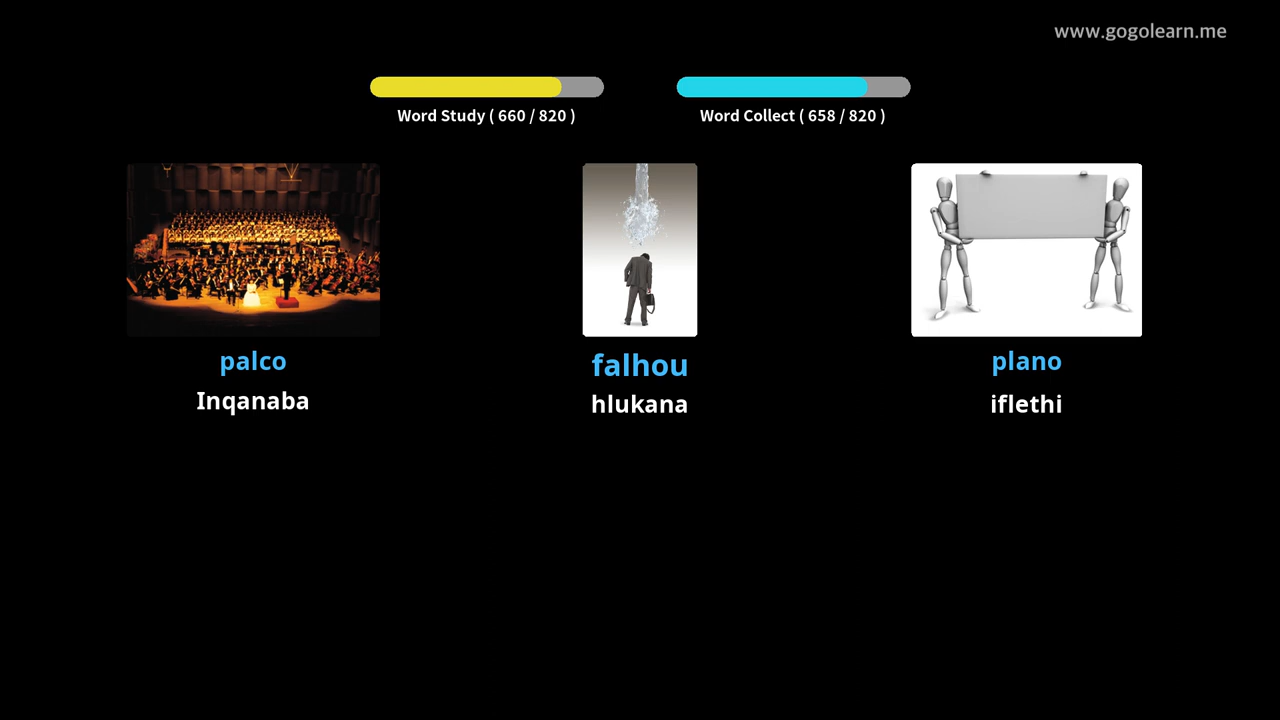 www.gogolearn.me
Word Study ( 660 / 820 )
Word Collect ( 658 / 820 )
palco
Inqanaba
falhou
hlukana
plano
iflethi